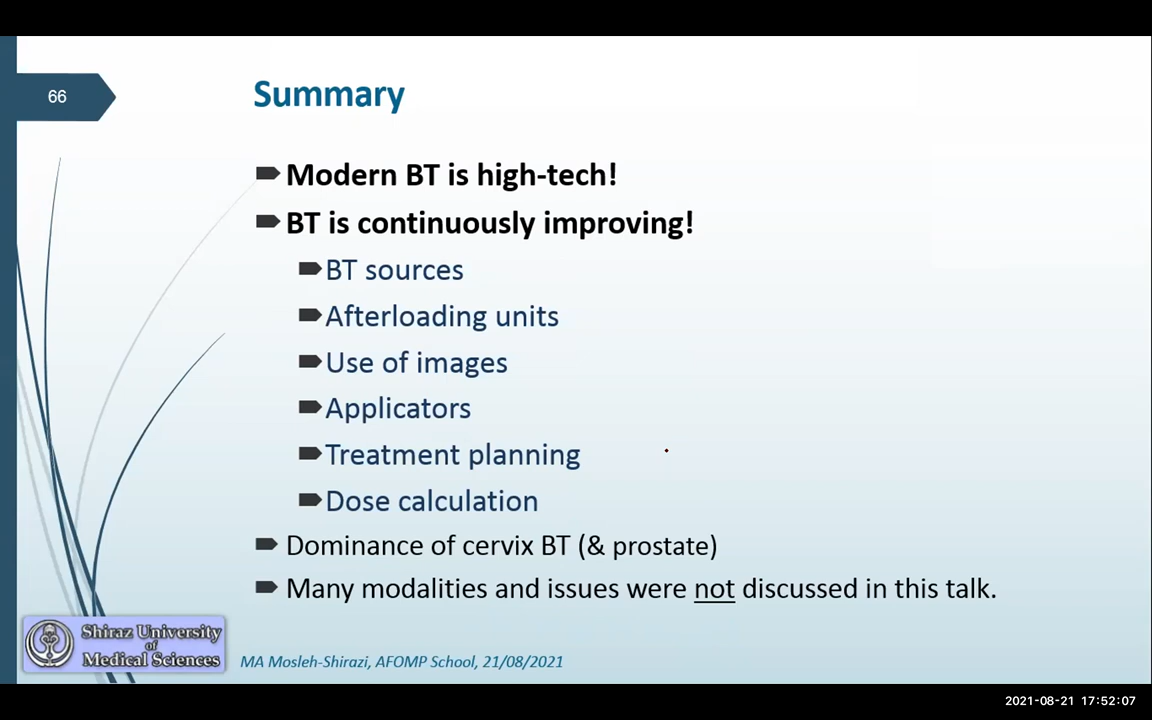 66
Summary
Modern BT is high-tech!
BT is continuously improving!
BT sources
Afterloading units
Use of images
Applicators
Treatment planning
Dose calculation
Dominance of cervix BT (& prostate)
Many modalities and issues were not discussed in this talk.
Shiraz University
of
Medical Sciences
MA Mosleh-Shirazi, AFOMP School, 21/08/2021
2021-08-21 17:52:07